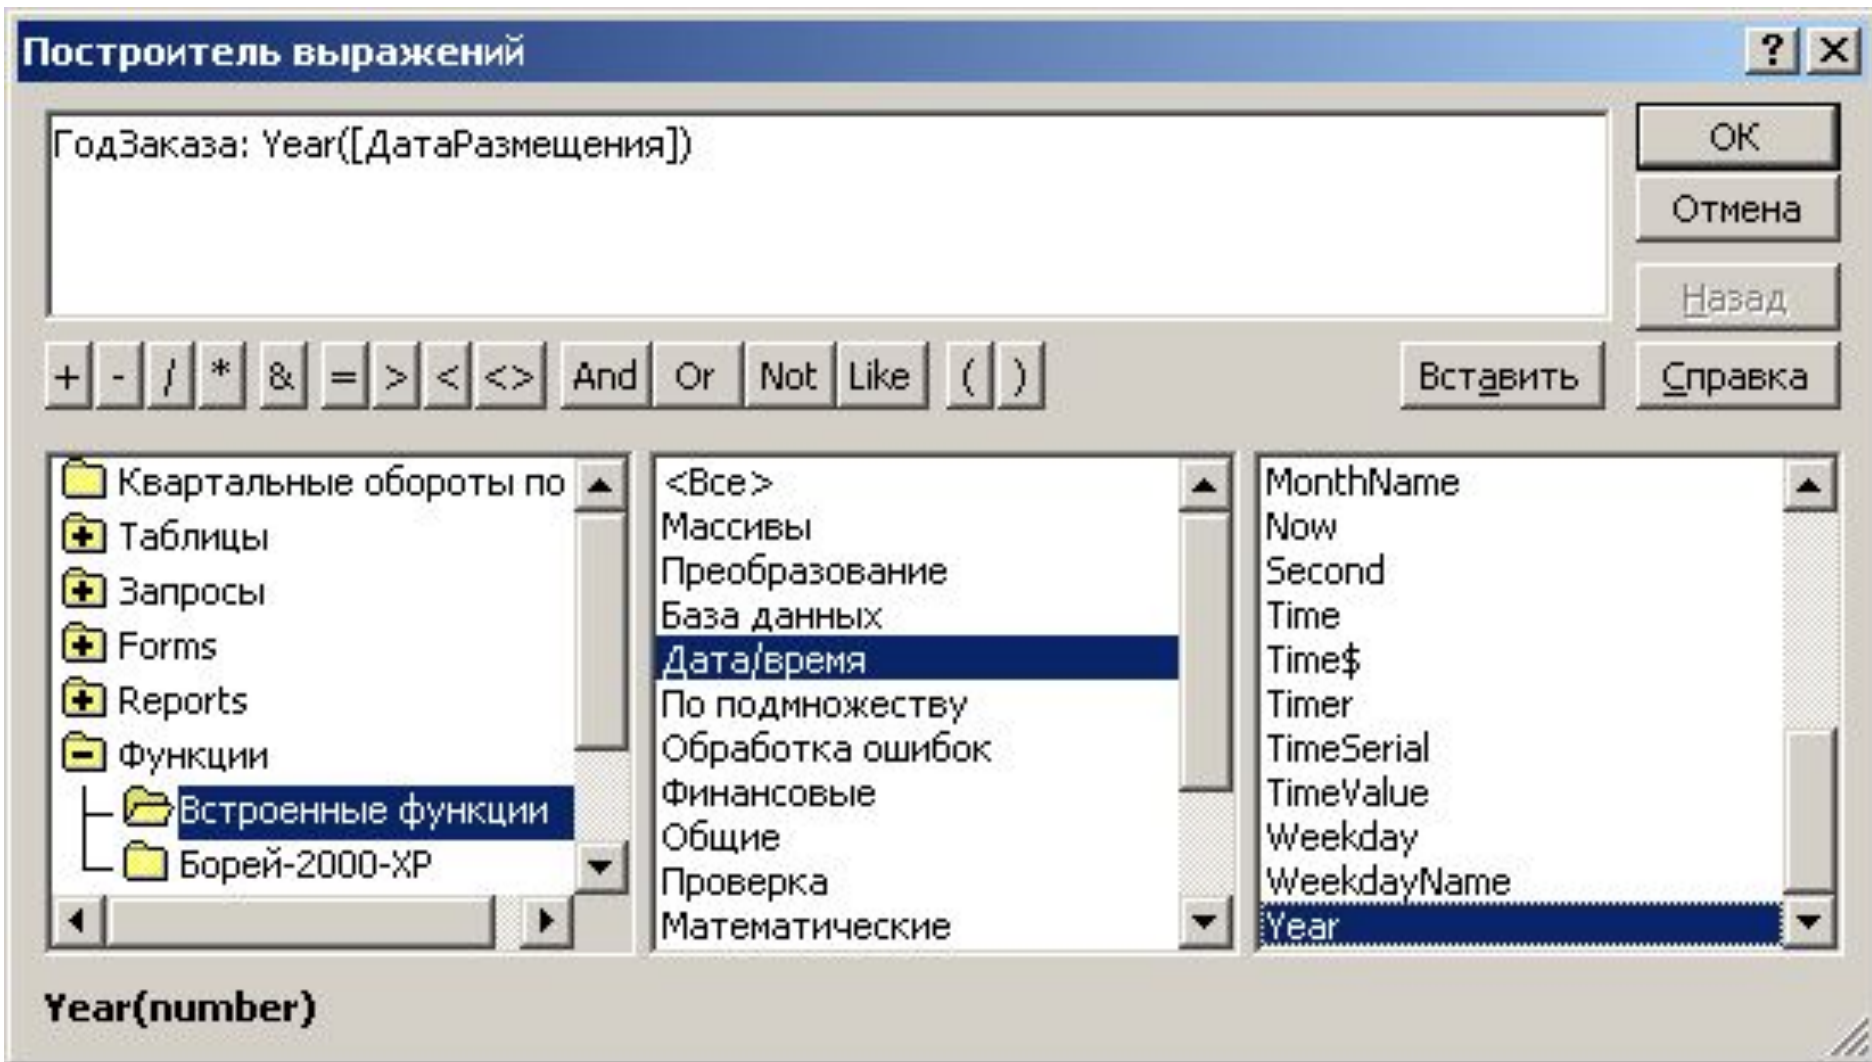 Построитель выражений
ГодЗаказа: Year([ДатаРазмещения])
OK
Отмена
Назад
+ - / * & = > < <> And Or Not Like ( )
Вставить
Справка
Квартальные обороты по
Таблицы
Запросы
Forms
Reports
Функции
Встроенные функции
Борей-2000-XP
<Все>
Массивы
Преобразование
База данных
Дата/время
По подмножеству
Обработка ошибок
Финансовые
Общие
Проверка
Математические
MonthName
Now
Second
Time
Time$
Timer
TimeSerial
TimeValue
Weekday
WeekdayName
Year
Year(number)